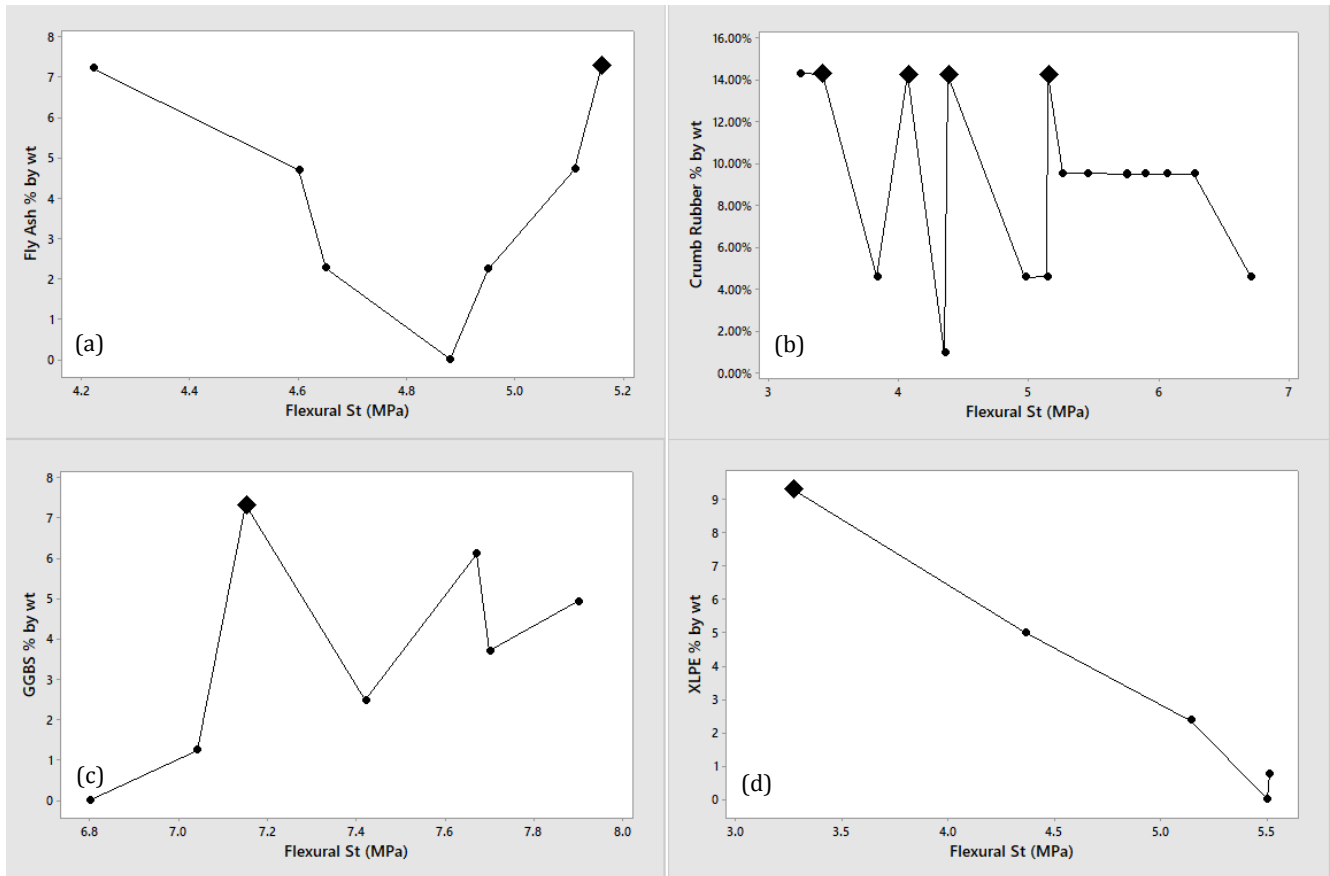 8
7
6
5
4
3
2
1
0
Fly Ash % by wt
(a)
4.2 4.4 4.6 4.8 5.0 5.2
Flexural St (MPa)
16.00%
14.00%
12.00%
10.00%
8.00%
6.00%
4.00%
2.00%
0.00%
Crumb Rubber % by wt
(b)
3 4 5 6 7
Flexural St (MPa)
8
7
6
5
4
3
2
1
0
GGBS % by wt
(c)
6.8 7.0 7.2 7.4 7.6 7.8 8.0
Flexural St (MPa)
9
8
7
6
5
4
3
2
1
0
XLPE % by wt
(d)
3.0 3.5 4.0 4.5 5.0 5.5
Flexural St (MPa)